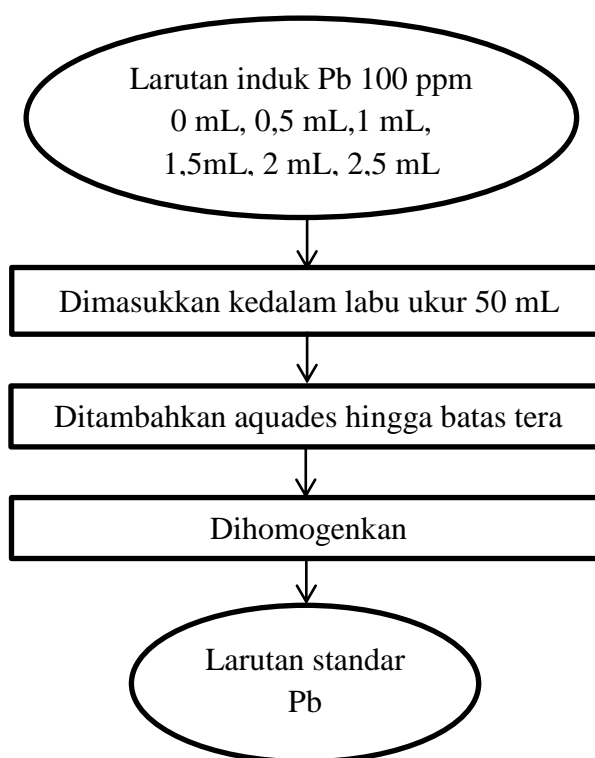 Larutan induk Pb 100 ppm
0 mL, 0,5 mL,1 mL,
1,5mL, 2 mL, 2,5 mL
Dimasukkan kedalam labu ukur 50 mL
Ditambahkan aquades hingga batas tera
Dihomogenkan
Larutan standar
Pb